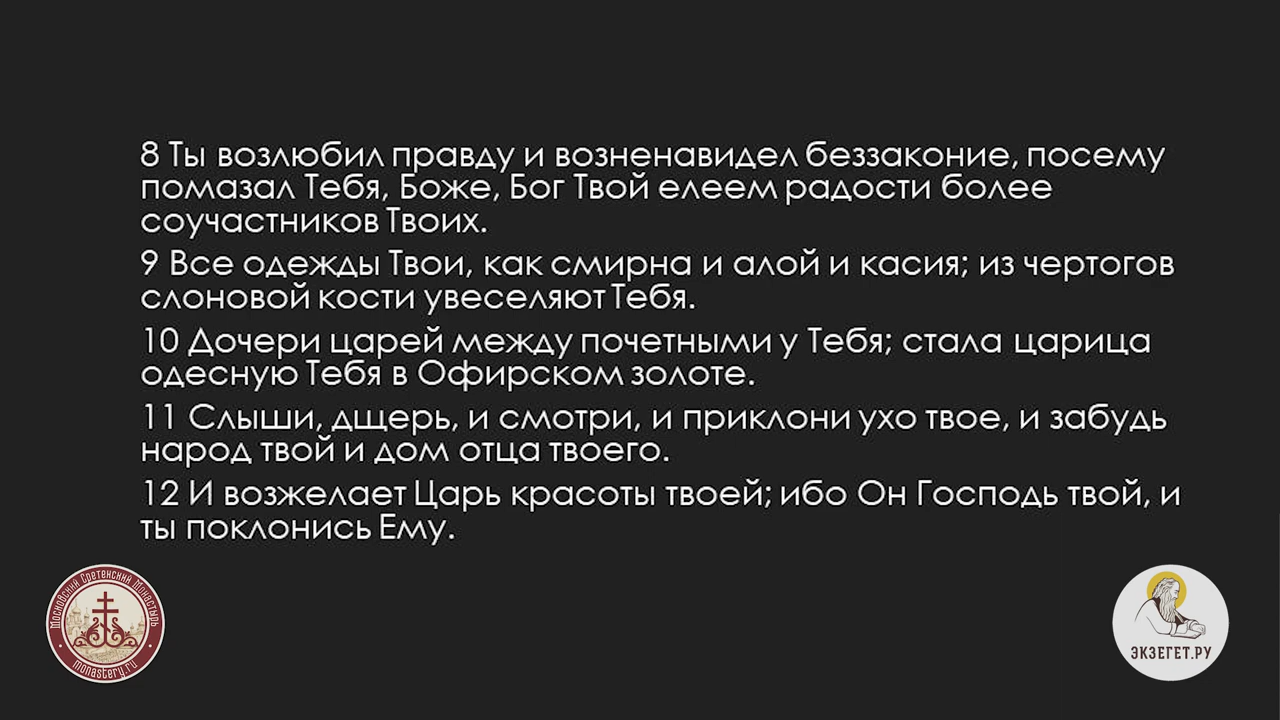 8 Ты возлюбил правду и возненавидел беззаконие, посему
помазал Тебя, Боже, Бог Твой елеем радости более
соучастников Твоих.
9 Все одежды Твои, как смирна и алой и касия; из чертогов
слоновой кости увеселяют Тебя.
10 Дочери царей между почетными у Тебя; стала царица
одесную Тебя в Офирском золоте.
11 Слыши, дщерь, и смотри, и приклони ухо твое, и забудь
народ твой и дом отца твоего.
12 И возжелает Царь красоты твоей; ибо Он Господь твой, и
ты поклонись Ему.
Московский Сретенский Монастырь
monastery.ru
ЭКЗЕГЕТ.РУ